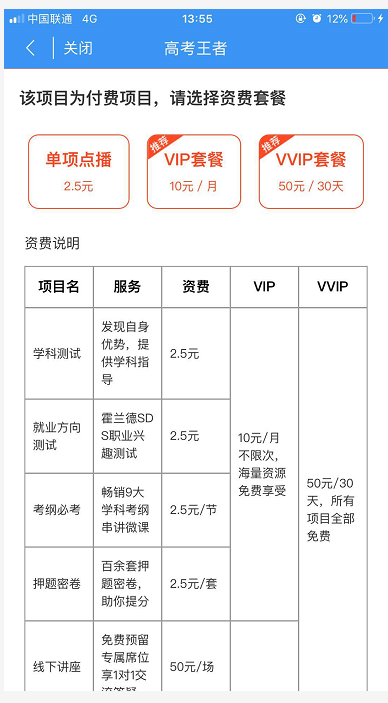 中国联通 4G 13:55 12%
关闭 高考王者
该项目为付费项目，请选择资费套餐
单项点播
2.5元
推荐
VIP套餐
10元 / 月
推荐
VVIP套餐
50元 / 30天
资费说明
项目名 服务 资费 VIP VVIP
学科测试
发现自身
优势，提
供学科指
导
2.5元
就业方向
测试
霍兰德SD
S职业兴
趣测试
2.5元
考纲必考
畅销9大
学科考纲
串讲微课
2.5元/节
押题密卷
百余套押
题密卷，
助你提分
2.5元/套
线下讲座
免费预留
专属席位
享1对1交
流答疑
50元/场
10元/月
不限次，
海量资源
免费享受
50元/30
天，所有
项目全部
免费